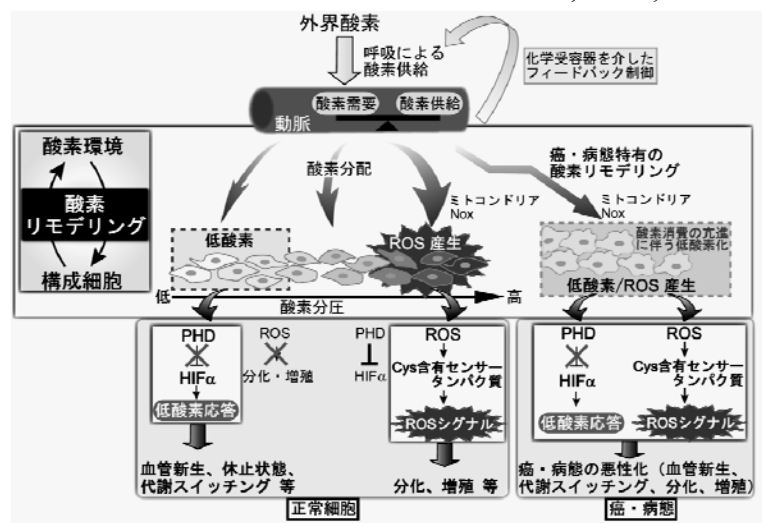 外界酸素
呼吸による
酸素供給
化学受容器を介した
フィードバック制御
酸素需要
酸素供給
動脈
酸素環境
酸素
リモデリング
構成細胞
酸素分配
癌・病態特有の
酸素リモデリング
ミトコンドリア
Nox
ミトコンドリア
Nox
低酸素
ROS 産生
酸素消費の亢進
に伴う低酸素化
低酸素/ROS 産生
低
酸素分圧
高
PHD
HIFα
低酸素応答
ROS
分化・増殖
PHD
HIFα
ROS
Cys含有センサー
タンパク質
ROSシグナル
PHD
HIFα
低酸素応答
ROS
Cys含有センサー
タンパク質
ROSシグナル
血管新生、休止状態、
代謝スイッチング 等
分化、増殖 等
癌・病態の悪性化(血管新生、
代謝スイッチング、分化、増殖)
正常細胞
癌・病態